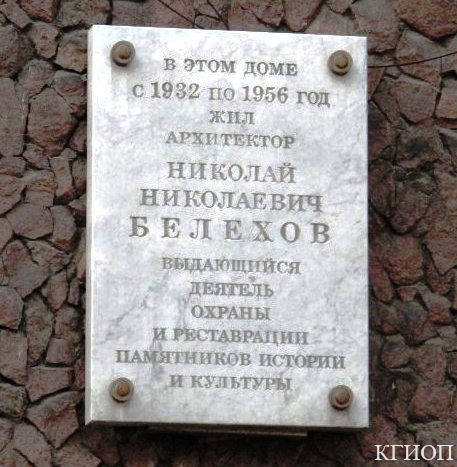 В ЭТОМ ДОМЕ
С 1932 ПО 1956 ГОД
ЖИЛ
АРХИТЕКТОР
НИКОЛАЙ
НИКОЛАЕВИЧ
БЕЛЕХОВ
ВЫДАЮЩИЙСЯ
ДЕЯТЕЛЬ
ОХРАНЫ
И РЕСТАВРАЦИИ
ПАМЯТНИКОВ ИСТОРИИ
И КУЛЬТУРЫ
КГИОП